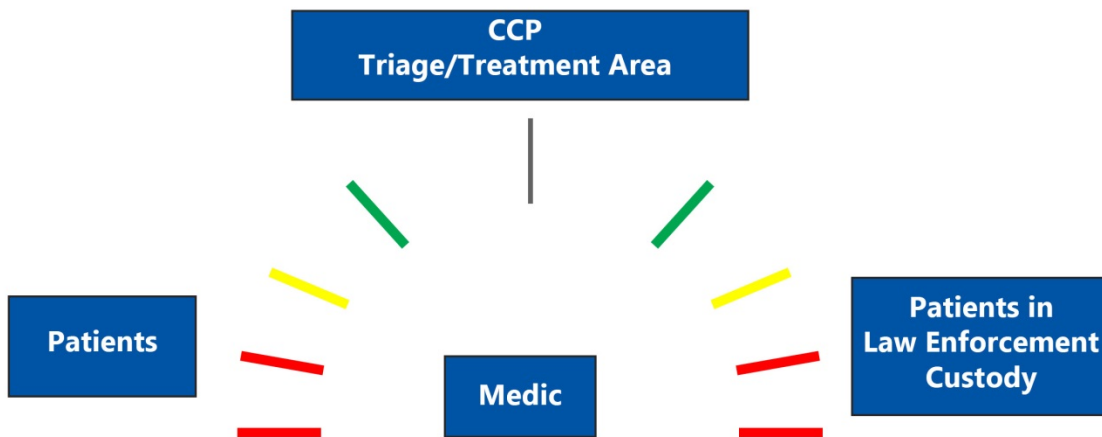 CCP
Triage/Treatment Area
Patients
Medic
Patients in
Law Enforcement
Custody